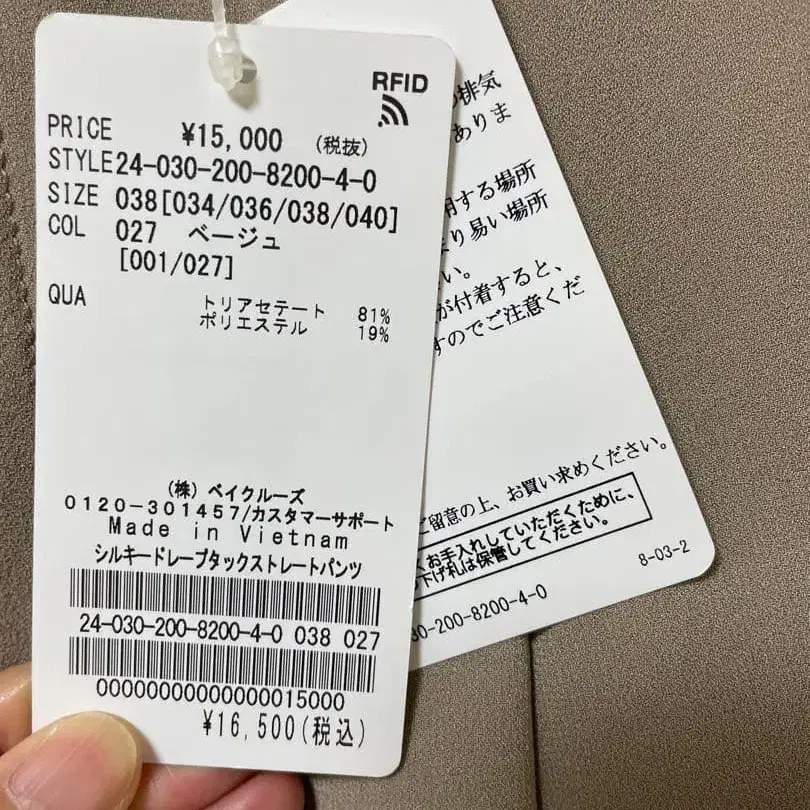 RFID
PRICE ¥15,000 (税抜)
STYLE24-030-200-8200-4-0
SIZE 038[034/036/038/040]
COL 027 ベージュ
[001/027]
QUA トリアセテート 81%
ポリエステル 19%
(株) ベイクルーズ
0120-301457/カスタマーサポート
Made in Vietnam
シルキードレープタックストレートパンツ
24-030-200-8200-4-0 038 027
00000000000000015000
¥16,500(税込)
排気
ありま
用する場所
り易い場所
い。
が付着すると、
すのでご注意くだ
ご留意の上、お買い求めください。
お手入れしていただくために、
下げ札は保管してください。
8-03-2
30-200-8200-4-0